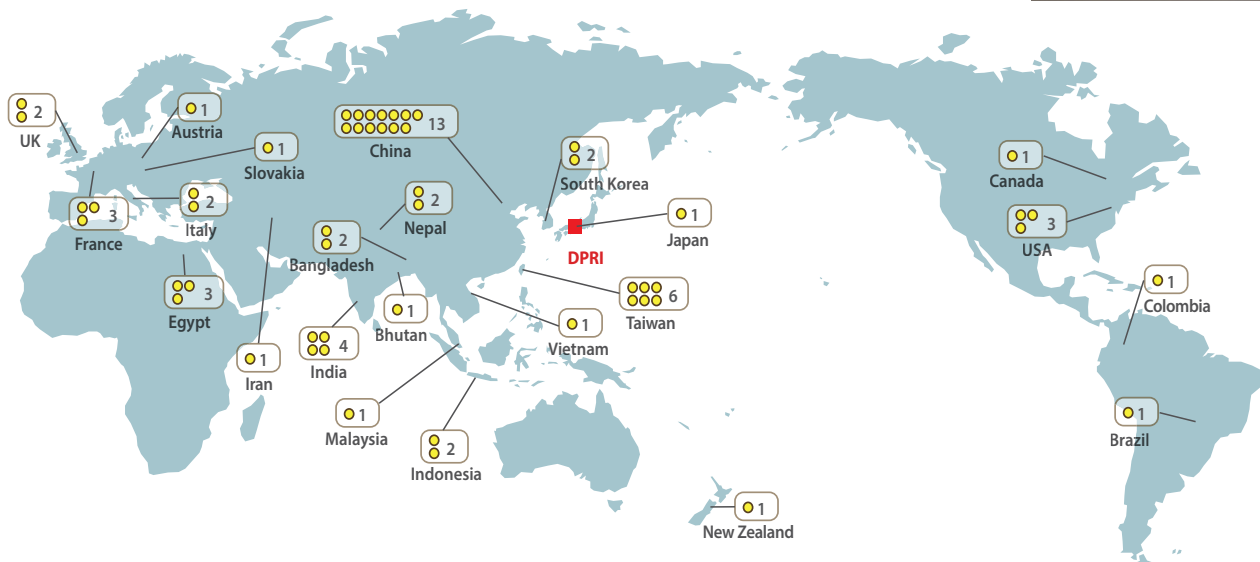 2
UK
1
Austria
1
Slovakia
13
China
2
South Korea
1
Japan
DPRI
3
France
2
Italy
2
Nepal
2
Bangladesh
3
Egypt
1
Iran
4
India
1
Bhutan
1
Vietnam
6
Taiwan
1
Malaysia
2
Indonesia
1
New Zealand
1
Canada
3
USA
1
Colombia
1
Brazil